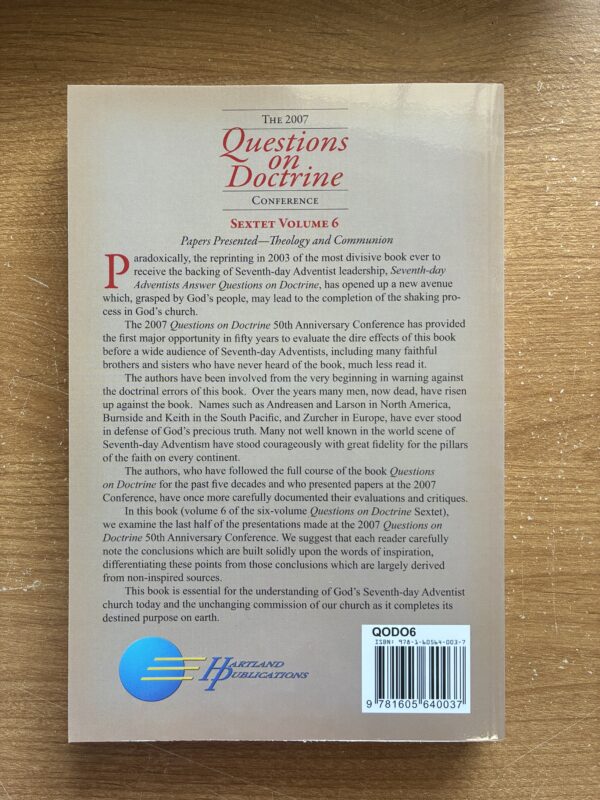 THE 2007
Questions
on
Doctrine
CONFERENCE
SEXTET VOLUME 6
Papers Presented—Theology and Communion
Paradoxically, the reprinting in 2003 of the most divisive book ever to
receive the backing of Seventh-day Adventist leadership, Seventh-day
Adventists Answer Questions on Doctrine, has opened up a new avenue
which, grasped by God's people, may lead to the completion of the shaking pro-
cess in God's church.
The 2007 Questions on Doctrine 50th Anniversary Conference has provided
the first major opportunity in fifty years to evaluate the dire effects of this book
before a wide audience of Seventh-day Adventists, including many faithful
brothers and sisters who have never heard of the book, much less read it.
The authors have been involved from the very beginning in warning against
the doctrinal errors of this book. Over the years many men, now dead, have risen
up against the book. Names such as Andreasen and Larson in North America,
Burnside and Keith in the South Pacific, and Zurcher in Europe, have ever stood
in defense of God's precious truth. Many not well known in the world scene of
Seventh-day Adventism have stood courageously with great fidelity for the pillars
of the faith on every continent.
The authors, who have followed the full course of the book Questions
on Doctrine for the past five decades and who presented papers at the 2007
Conference, have once more carefully documented their evaluations and critiques.
In this book (volume 6 of the six-volume Questions on Doctrine Sextet),
we examine the last half of the presentations made at the 2007 Questions on
Doctrine 50th Anniversary Conference. We suggest that each reader carefully
note the conclusions which are built solidly upon the words of inspiration,
differentiating these points from those conclusions which are largely derived
from non-inspired sources.
This book is essential for the understanding of God's Seventh-day Adventist
church today and the unchanging commission of our church as it completes its
destined purpose on earth.
HARTLAND
PUBLICATIONS
QOD06
ISBN: 978-1-60564-003-7
9 781605 640037